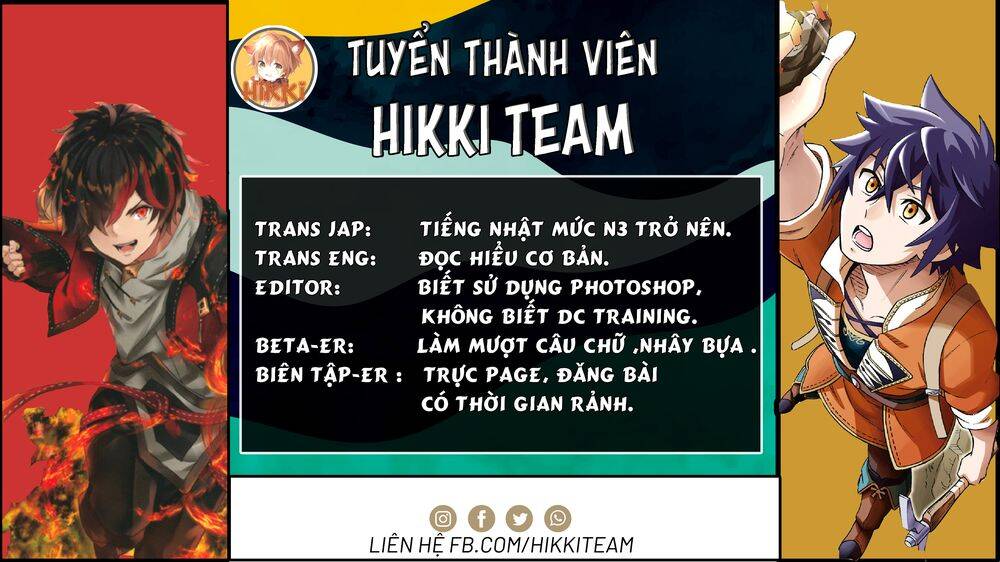 HIKKI
TUYỂN THÀNH VIÊN
HIKKI TEAM
TRANS JAP: TIẾNG NHẬT MỨC N3 TRỞ NÊN.
TRANS ENG: ĐỌC HIỂU CƠ BẢN.
EDITOR: BIẾT SỬ DỤNG PHOTOSHOP,
KHÔNG BIẾT DC TRAINING.
BETA-ER: LÀM MƯỢT CÂU CHỮ ,NHÂY BỰA .
BIÊN TẬP-ER : TRỰC PAGE, ĐĂNG BÀI
CÓ THỜI GIAN RẢNH.
LIÊN HỆ FB.COM/HIKKITEAM